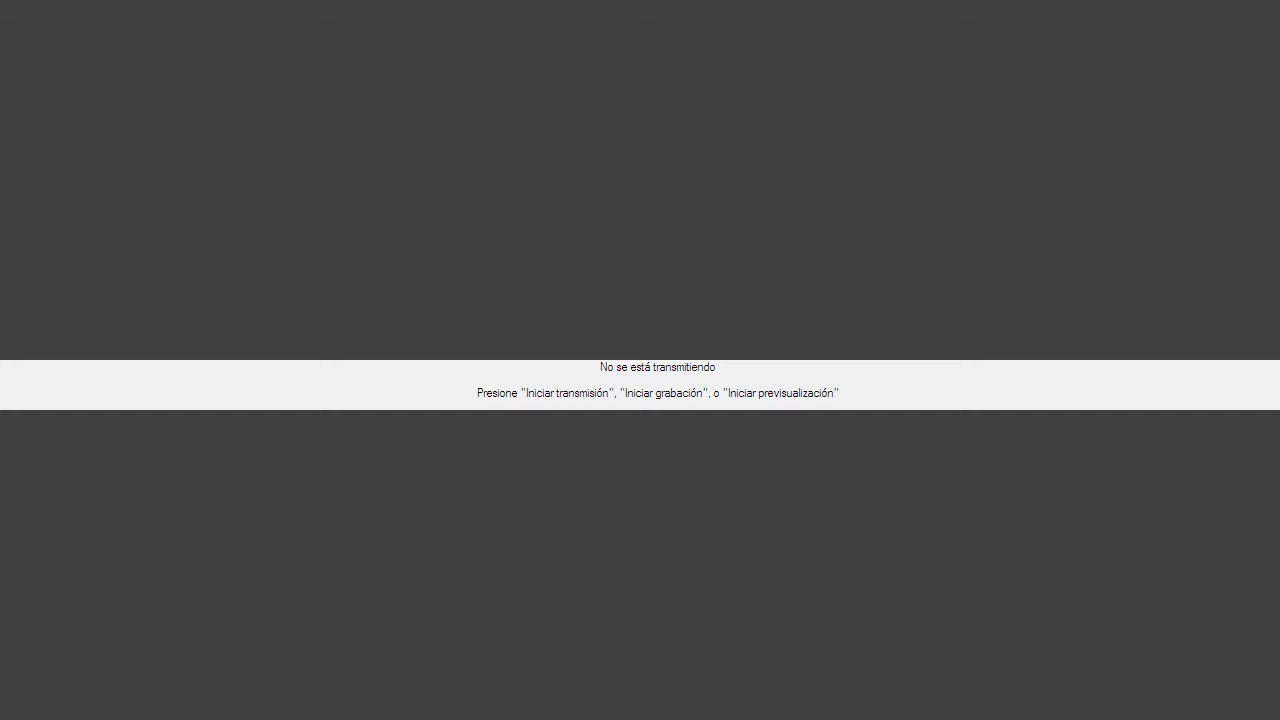 No se está transmitiendo
Presione "Iniciar transmisión", "Iniciar grabación", o "Iniciar previsualización"